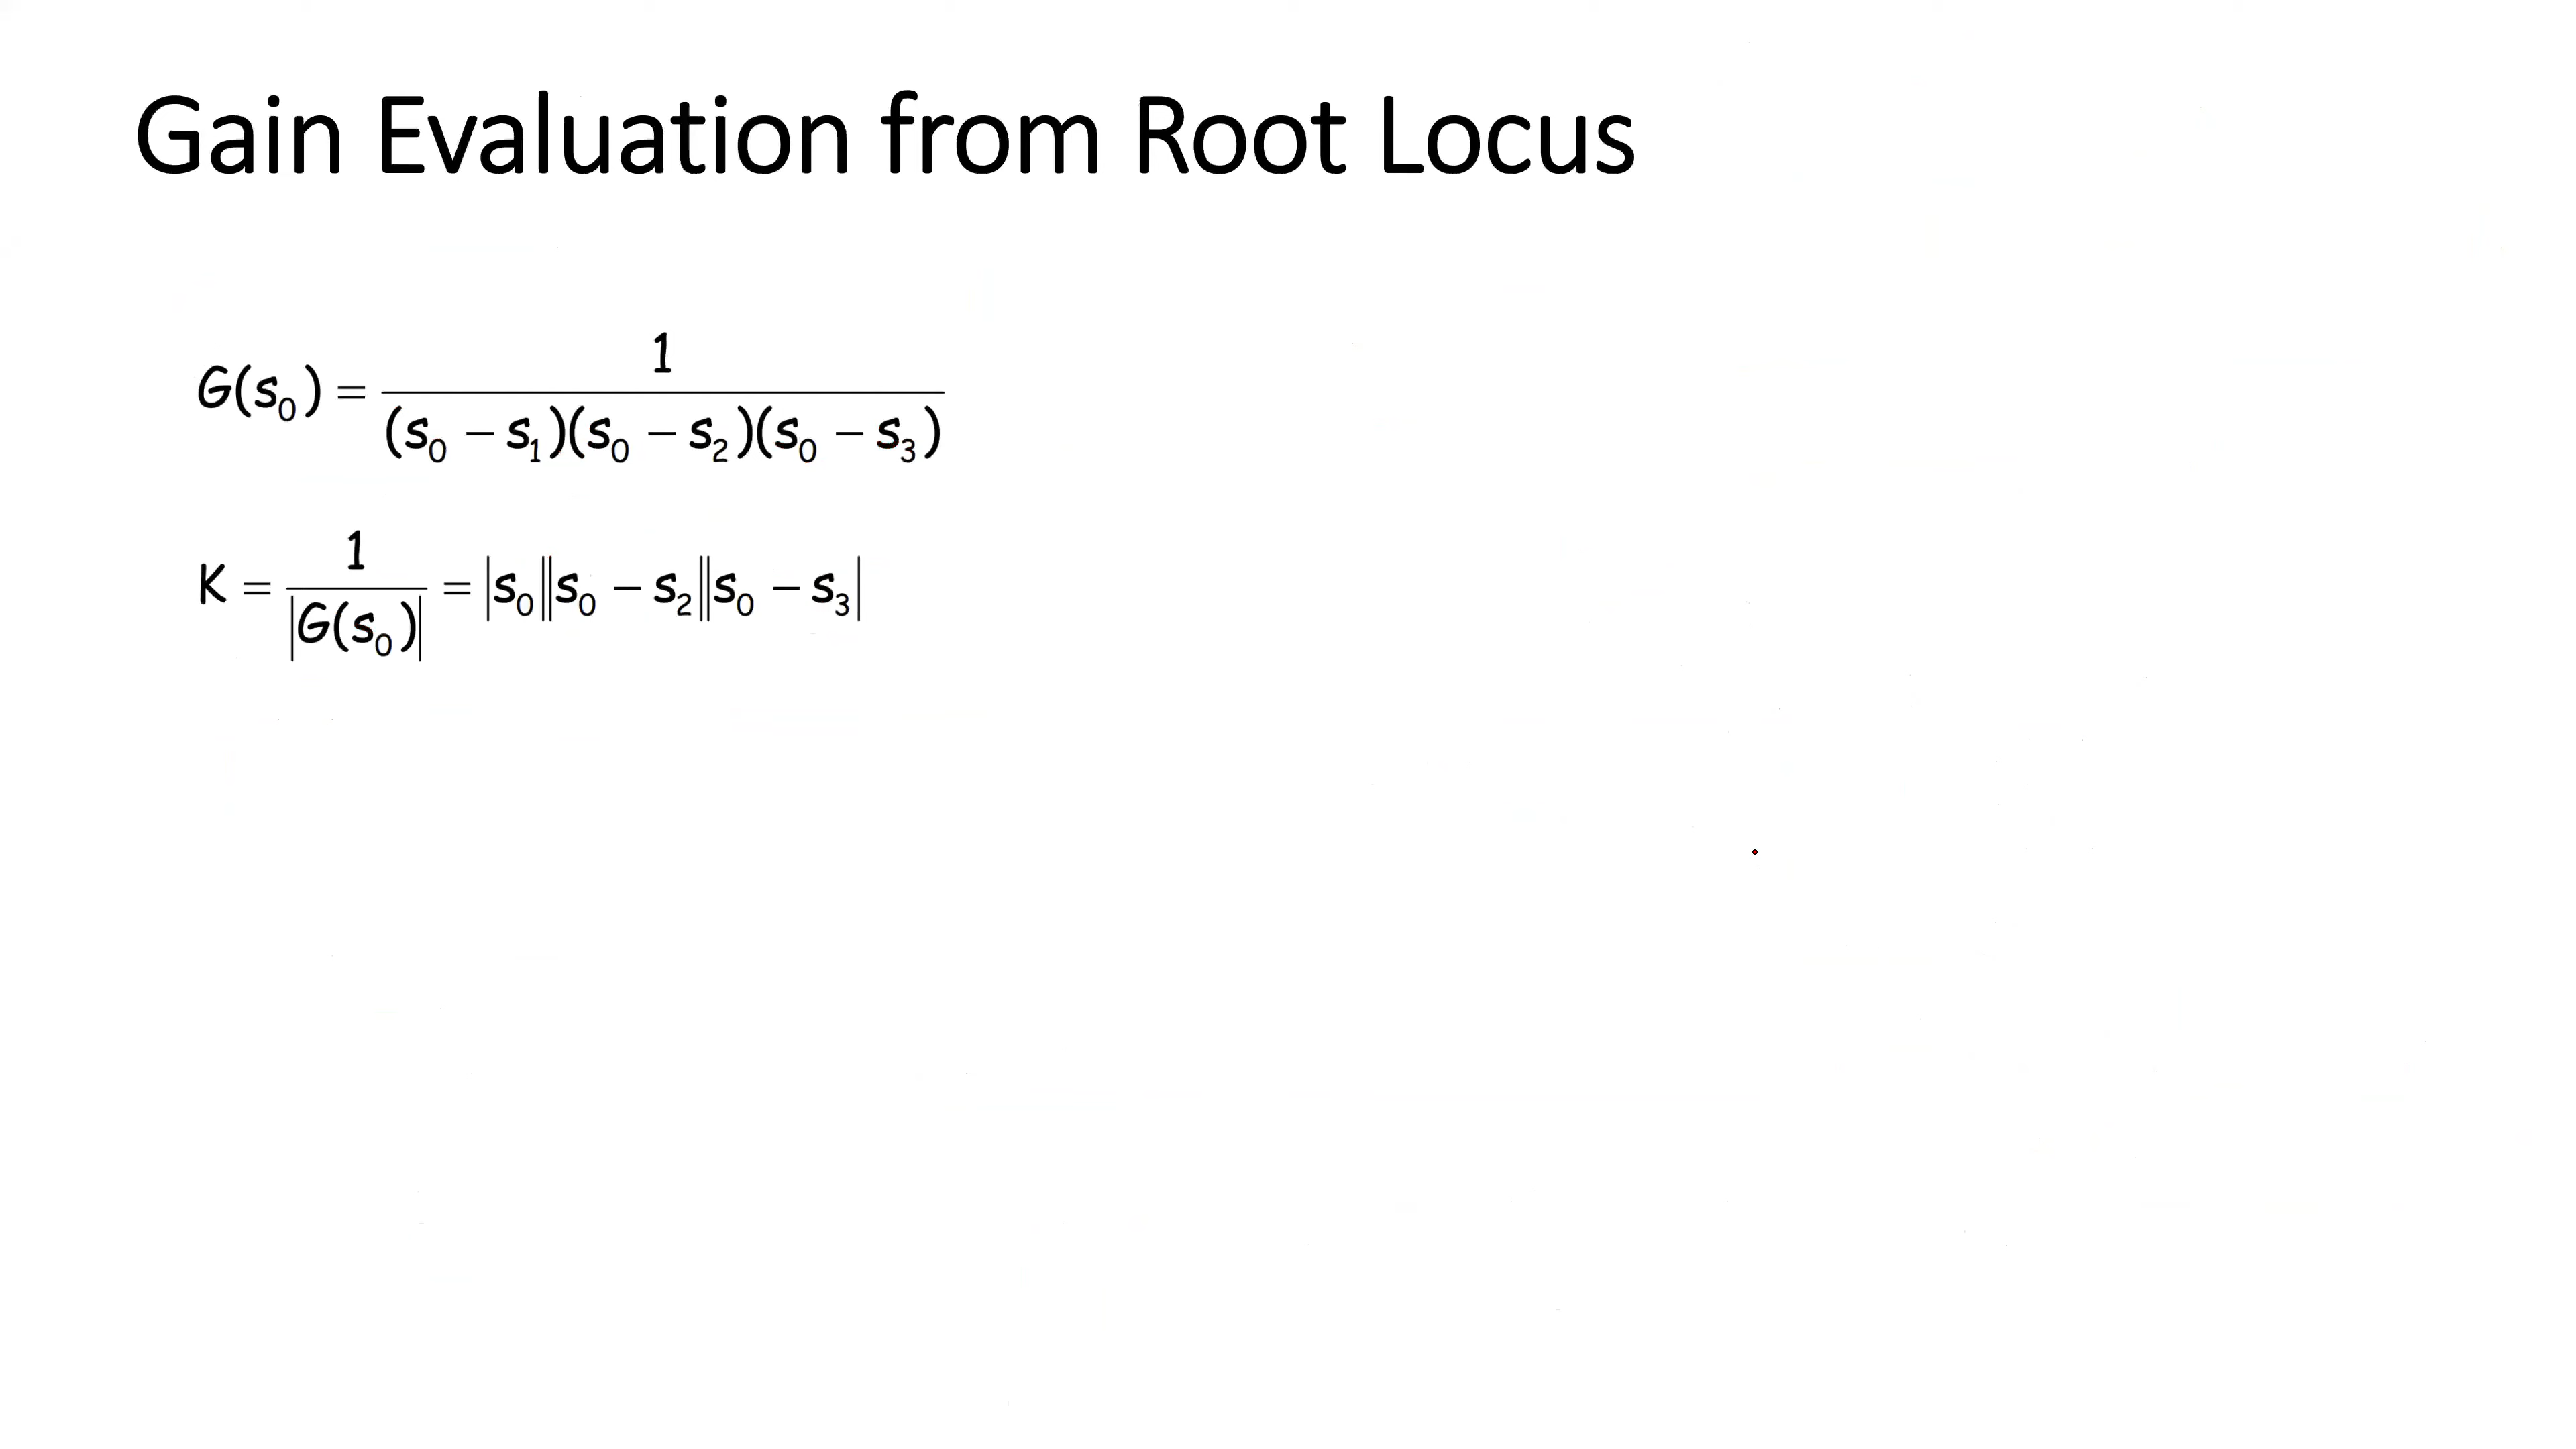 Gain Evaluation from Root Locus
G(s₀) = 1 / (s₀ − s₁)(s₀ − s₂)(s₀ − s₃)
K = 1 / |G(s₀)| = |s₀||s₀ − s₂||s₀ − s₃|